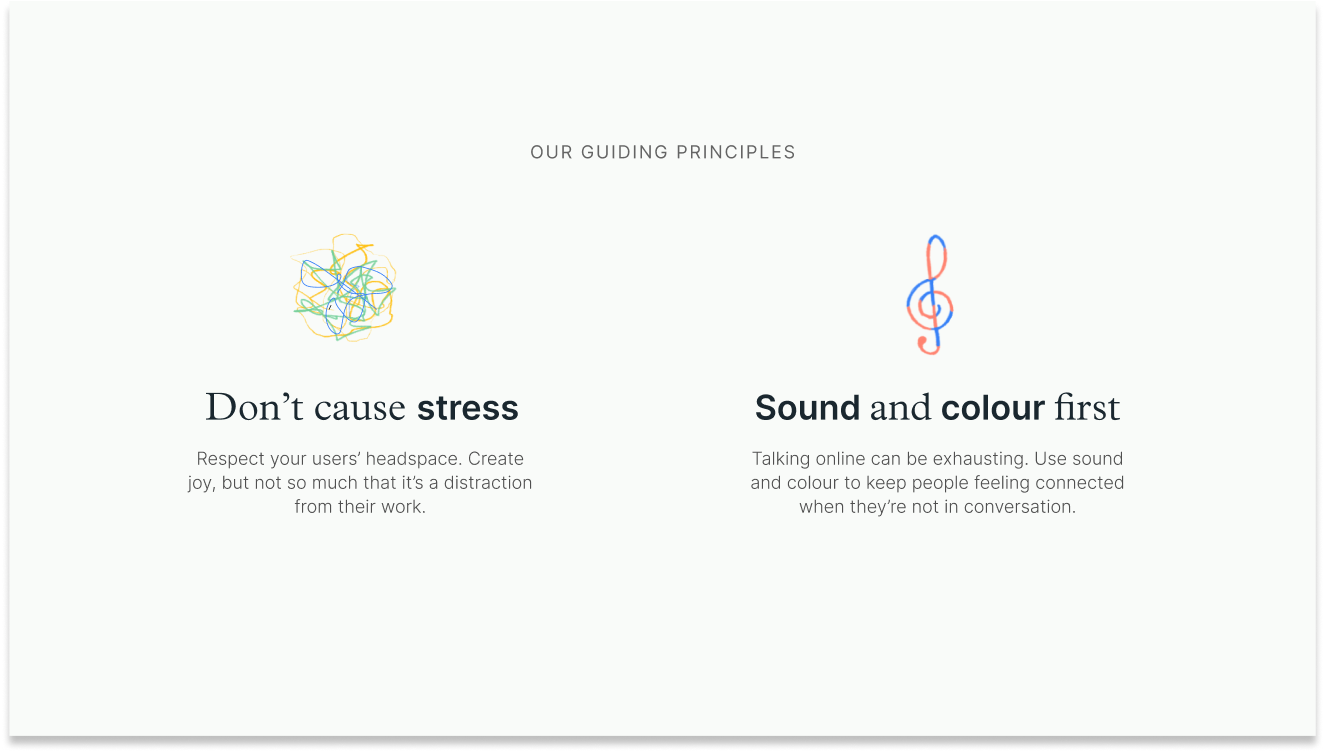 OUR GUIDING PRINCIPLES
Don’t cause stress
Respect your users’ headspace. Create
joy, but not so much that it’s a distraction
from their work.
Sound and colour first
Talking online can be exhausting. Use sound
and colour to keep people feeling connected
when they’re not in conversation.